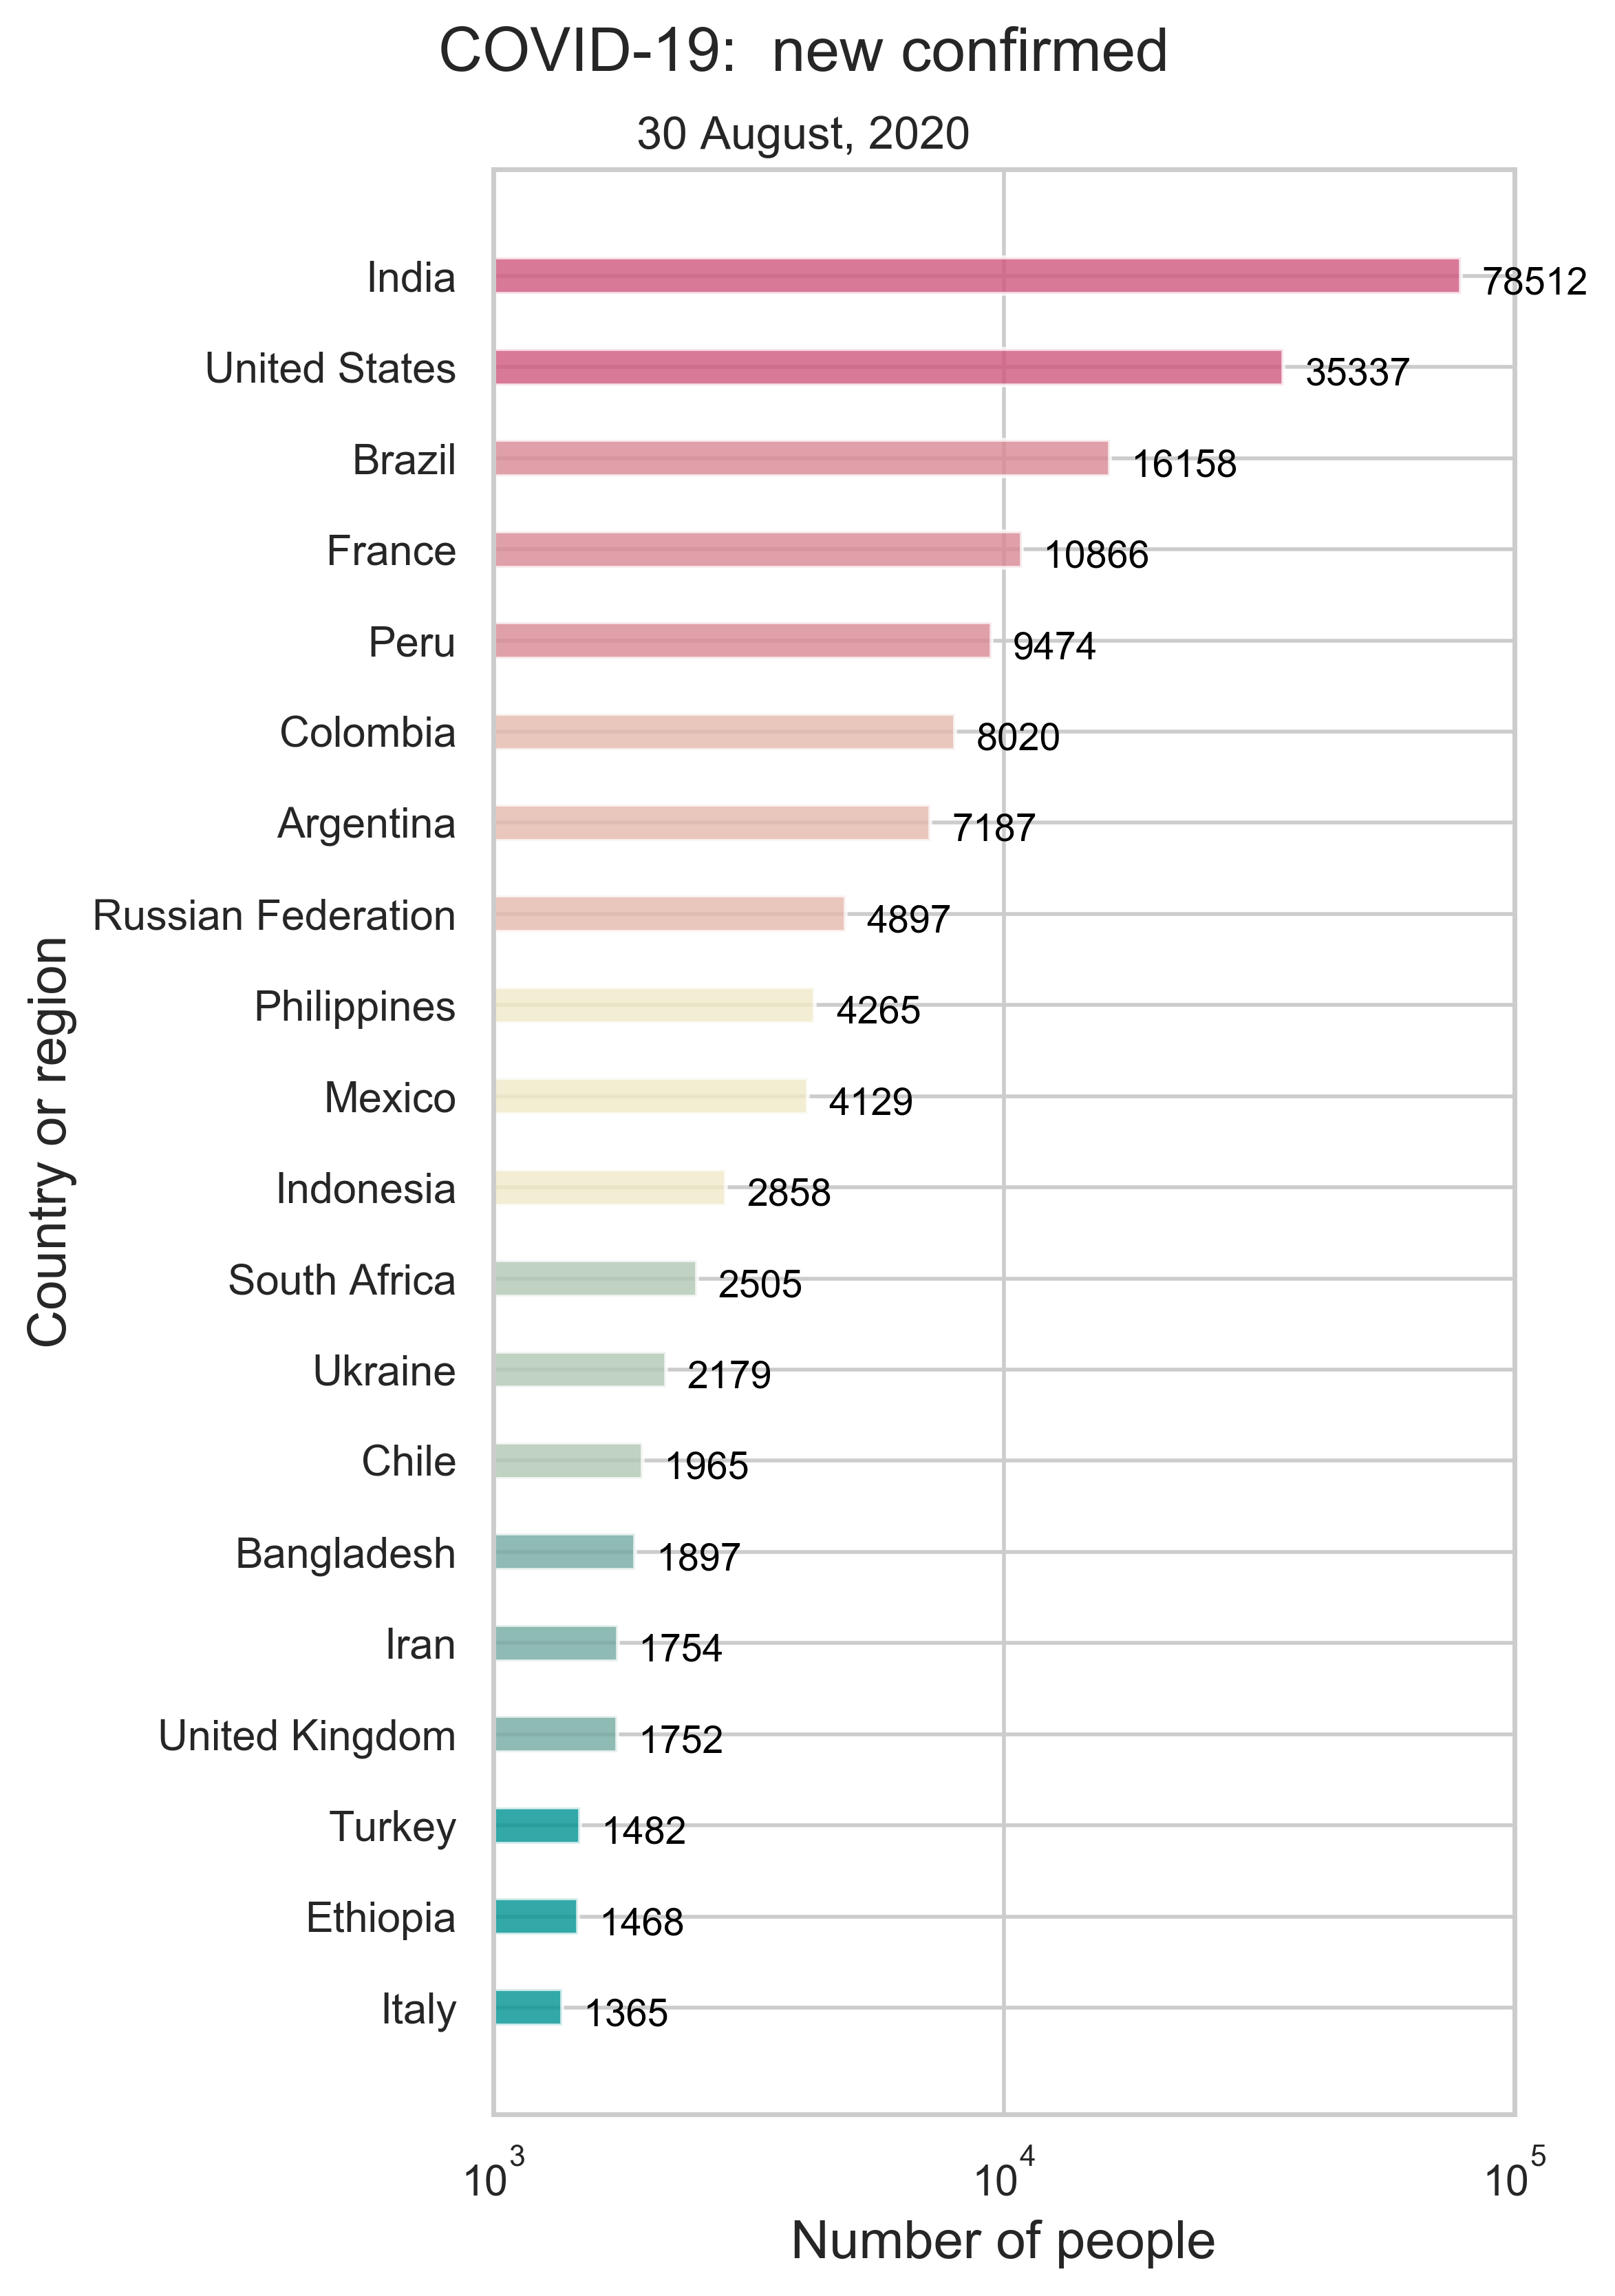 COVID-19:  new confirmed
30 August, 2020
Country or region
India 78512
United States 35337
Brazil 16158
France 10866
Peru 9474
Colombia 8020
Argentina 7187
Russian Federation 4897
Philippines 4265
Mexico 4129
Indonesia 2858
South Africa 2505
Ukraine 2179
Chile 1965
Bangladesh 1897
Iran 1754
United Kingdom 1752
Turkey 1482
Ethiopia 1468
Italy 1365
10³ 10⁴ 10⁵
Number of people